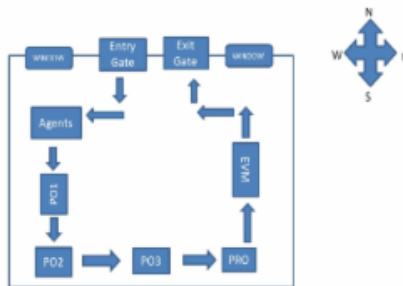 WINDOW
Entry
Gate
Exit
Gate
WINDOW
N
W
S
Agents
PO1
EVM
PO2
PO3
PRO